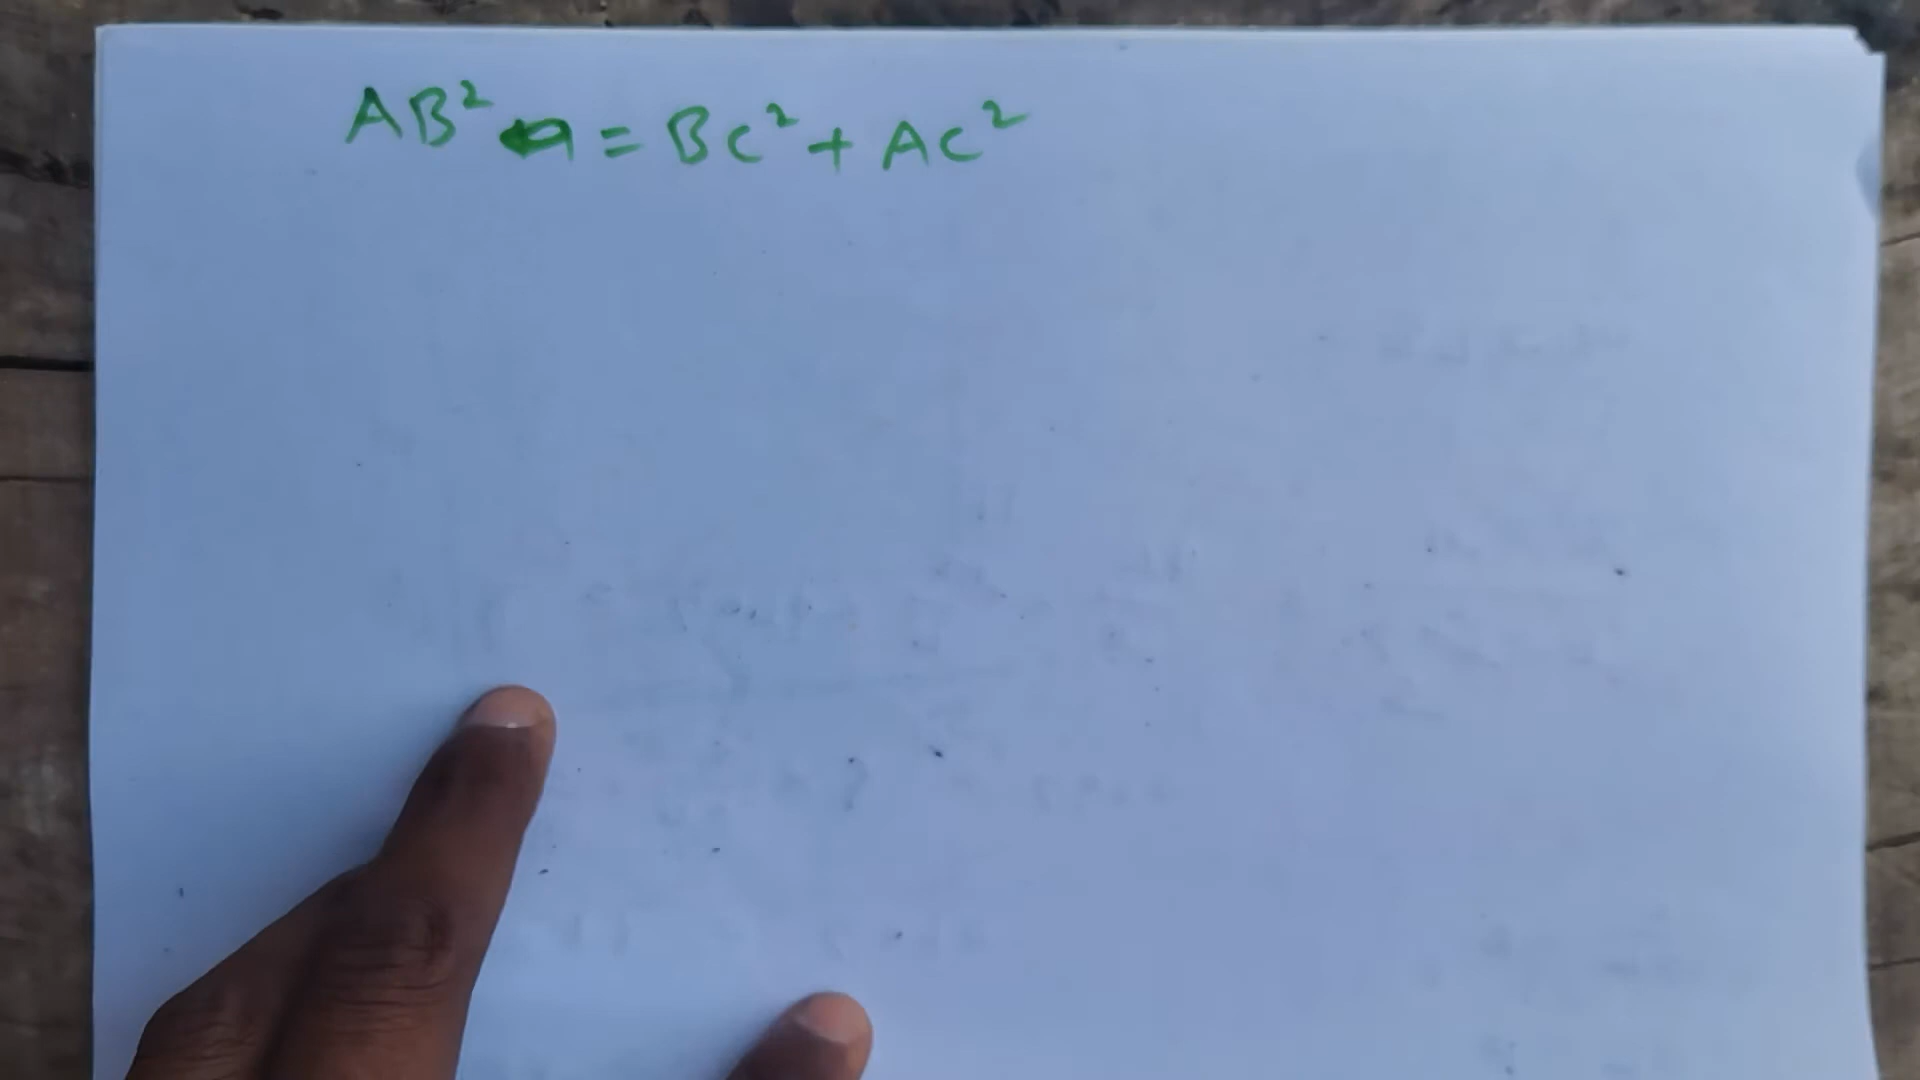 AB² = BC² + AC²